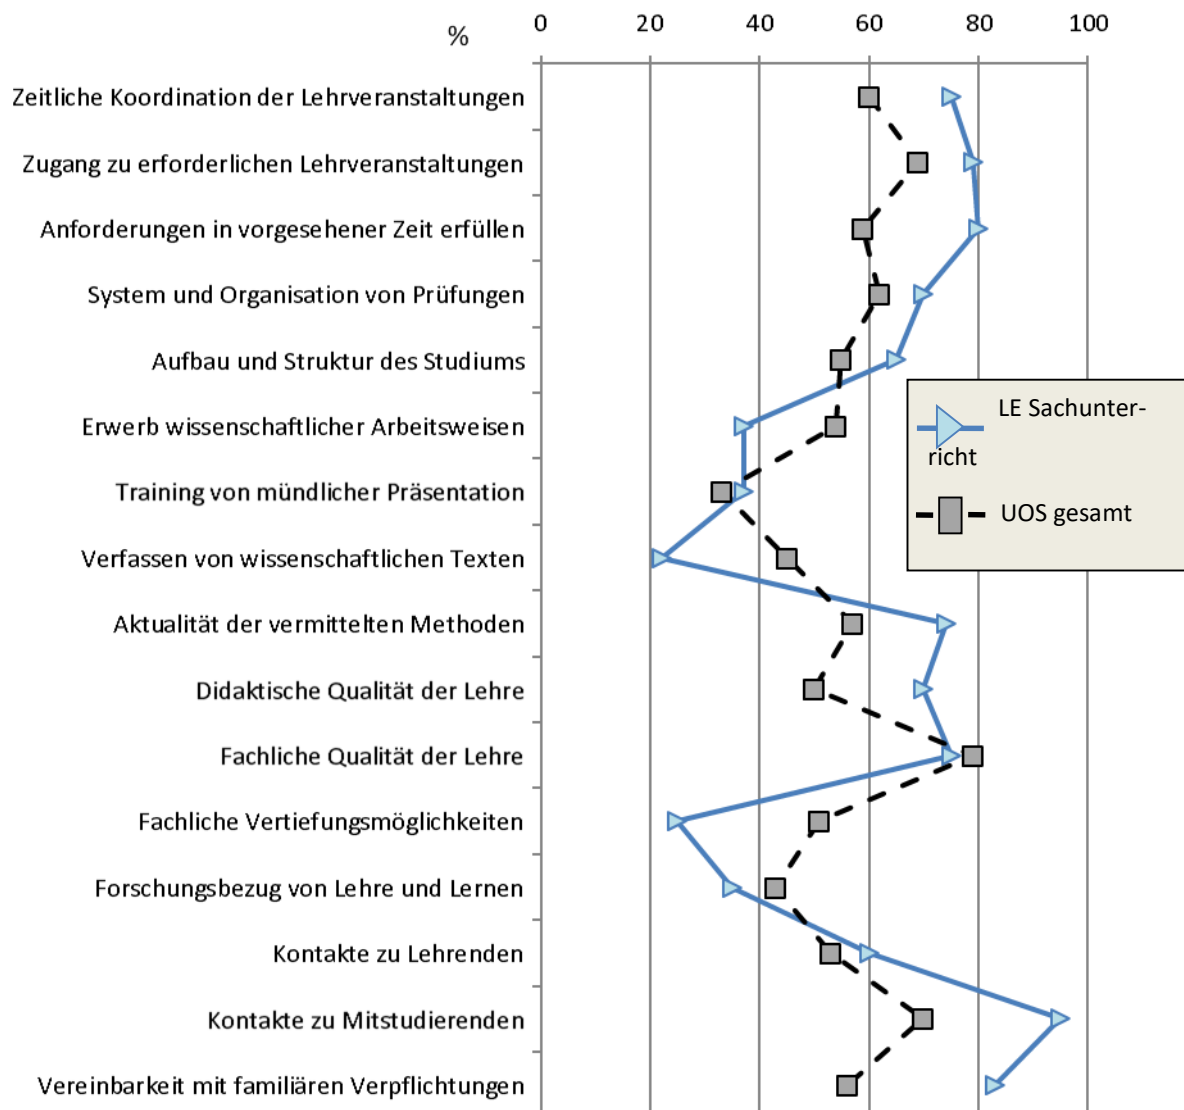 0 20 40 60 80 100
%
Zeitliche Koordination der Lehrveranstaltungen
Zugang zu erforderlichen Lehrveranstaltungen
Anforderungen in vorgesehener Zeit erfüllen
System und Organisation von Prüfungen
Aufbau und Struktur des Studiums
Erwerb wissenschaftlicher Arbeitsweisen
Training von mündlicher Präsentation
Verfassen von wissenschaftlichen Texten
Aktualität der vermittelten Methoden
Didaktische Qualität der Lehre
Fachliche Qualität der Lehre
Fachliche Vertiefungsmöglichkeiten
Forschungsbezug von Lehre und Lernen
Kontakte zu Lehrenden
Kontakte zu Mitstudierenden
Vereinbarkeit mit familiären Verpflichtungen
LE Sachunter-
richt
UOS gesamt